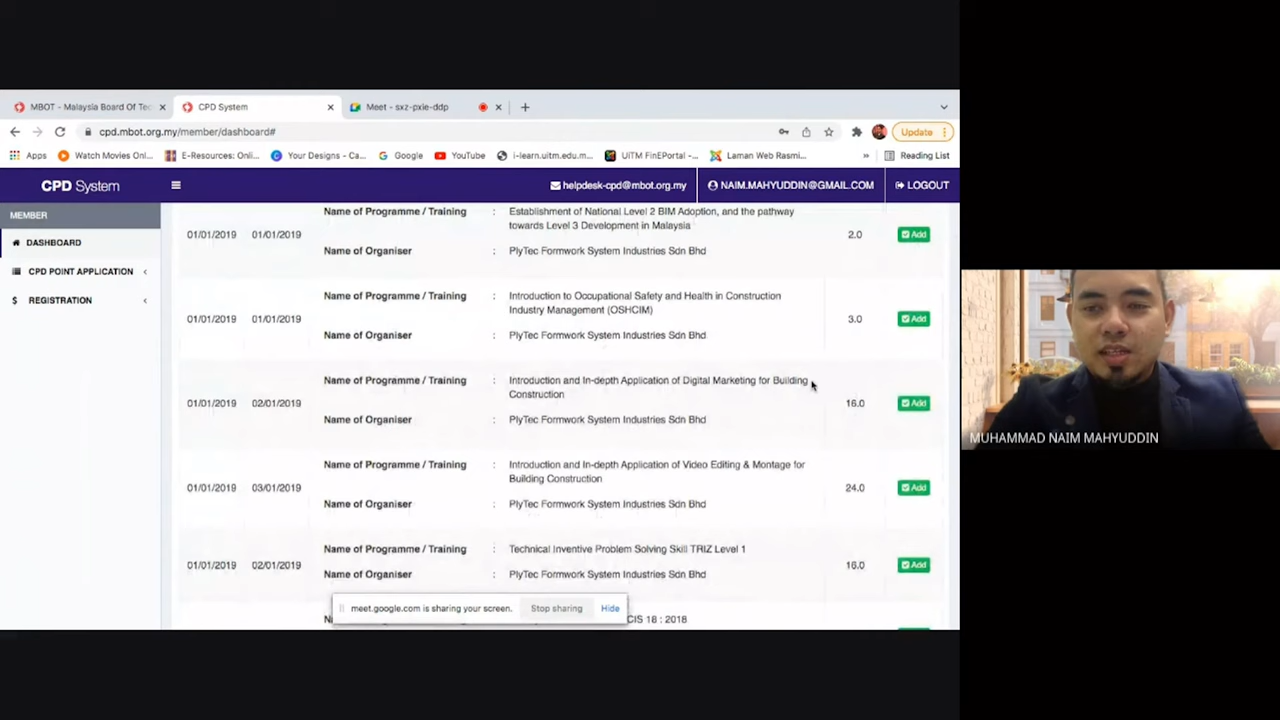 MBOT - Malaysia Board Of Tec
CPD System
Meet - sxz-pxie-ddp
cpd.mbot.org.my/member/dashboard#
Update
Apps
Watch Movies Onl...
E-Resources: Onli...
Your Designs - Ca...
Google
YouTube
i-learn.uitm.edu.m...
UITM FinEPortal -...
Laman Web Rasmi...
»
Reading List
CPD System
helpdesk-cpd@mbot.org.my
NAIM.MAHYUDDIN@GMAIL.COM
LOGOUT
MEMBER
DASHBOARD
CPD POINT APPLICATION
REGISTRATION
Name of Programme / Training : Establishment of National Level 2 BIM Adoption, and the pathway
towards Level 3 Development in Malaysia
01/01/2019 01/01/2019 2.0 Add
Name of Organiser : PlyTec Formwork System Industries Sdn Bhd
Name of Programme / Training : Introduction to Occupational Safety and Health in Construction
Industry Management (OSHCIM)
01/01/2019 01/01/2019 3.0 Add
Name of Organiser : PlyTec Formwork System Industries Sdn Bhd
Name of Programme / Training : Introduction and In-depth Application of Digital Marketing for Building
Construction
01/01/2019 02/01/2019 16.0 Add
Name of Organiser : PlyTec Formwork System Industries Sdn Bhd
Name of Programme / Training : Introduction and In-depth Application of Video Editing & Montage for
Building Construction
01/01/2019 03/01/2019 24.0 Add
Name of Organiser : PlyTec Formwork System Industries Sdn Bhd
Name of Programme / Training : Technical Inventive Problem Solving Skill TRIZ Level 1
01/01/2019 02/01/2019 16.0 Add
Name of Organiser : PlyTec Formwork System Industries Sdn Bhd
meet.google.com is sharing your screen. Stop sharing Hide
CIS 18 : 2018
MUHAMMAD NAIM MAHYUDDIN